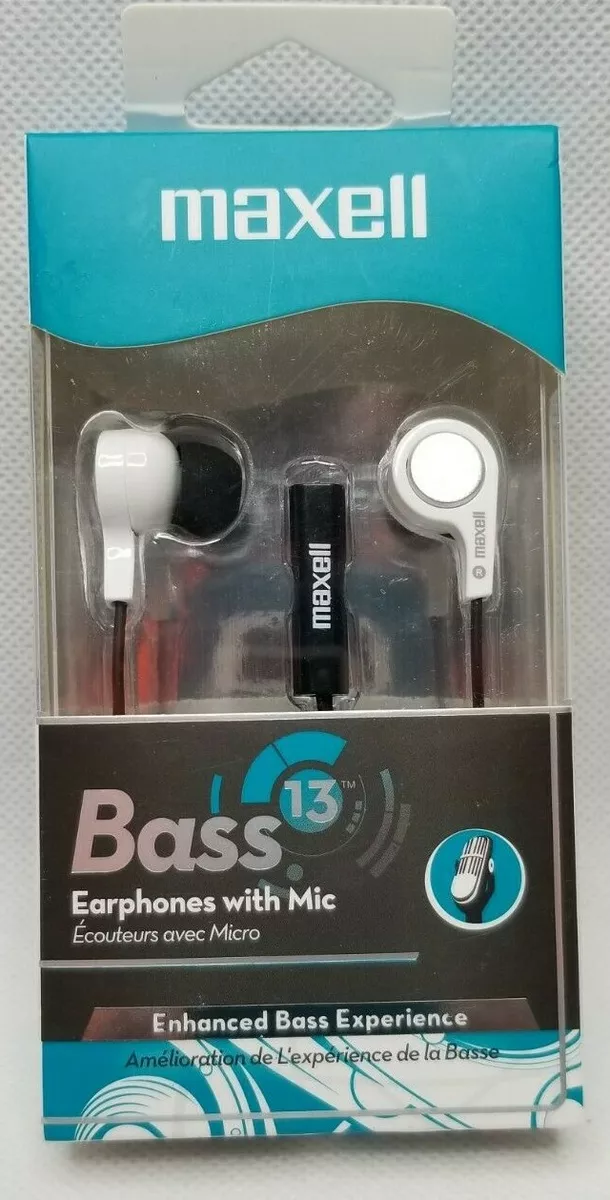 maxell
maxell
® maxell
Bass 13™
Earphones with Mic
Écouteurs avec Micro
Enhanced Bass Experience
Amélioration de L'expérience de la Basse